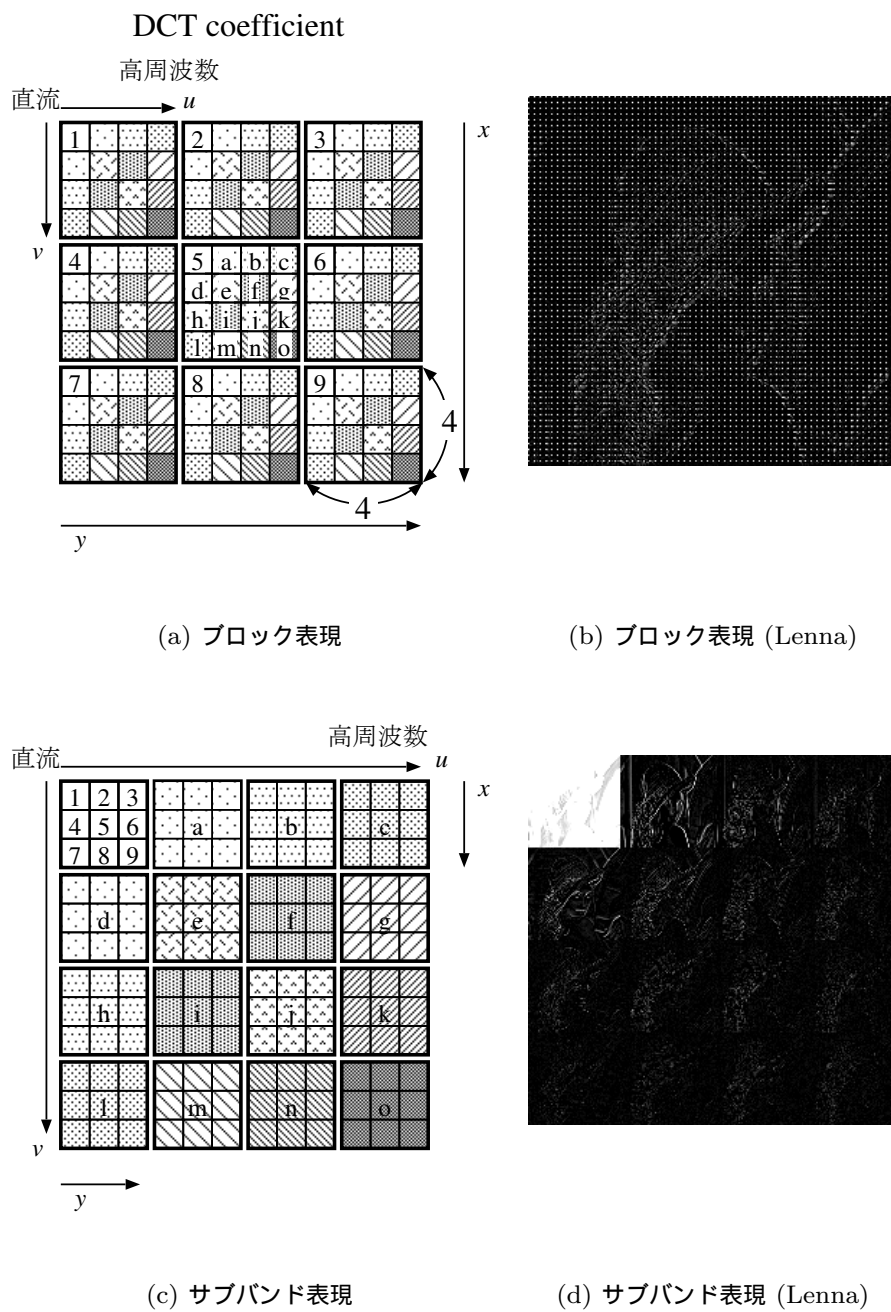 DCT coefficient
高周波数
直流 u
x
1 2 3
v
4 5 a b c 6
d e f g
h i j k
l m n o
7 8 9
4
4
y
(a) ブロック表現
(b) ブロック表現 (Lenna)
高周波数
直流 u
x
1 2 3
4 5 6 a b c
7 8 9
d e f g
h i j k
l m n o
v
y
(c) サブバンド表現
(d) サブバンド表現 (Lenna)